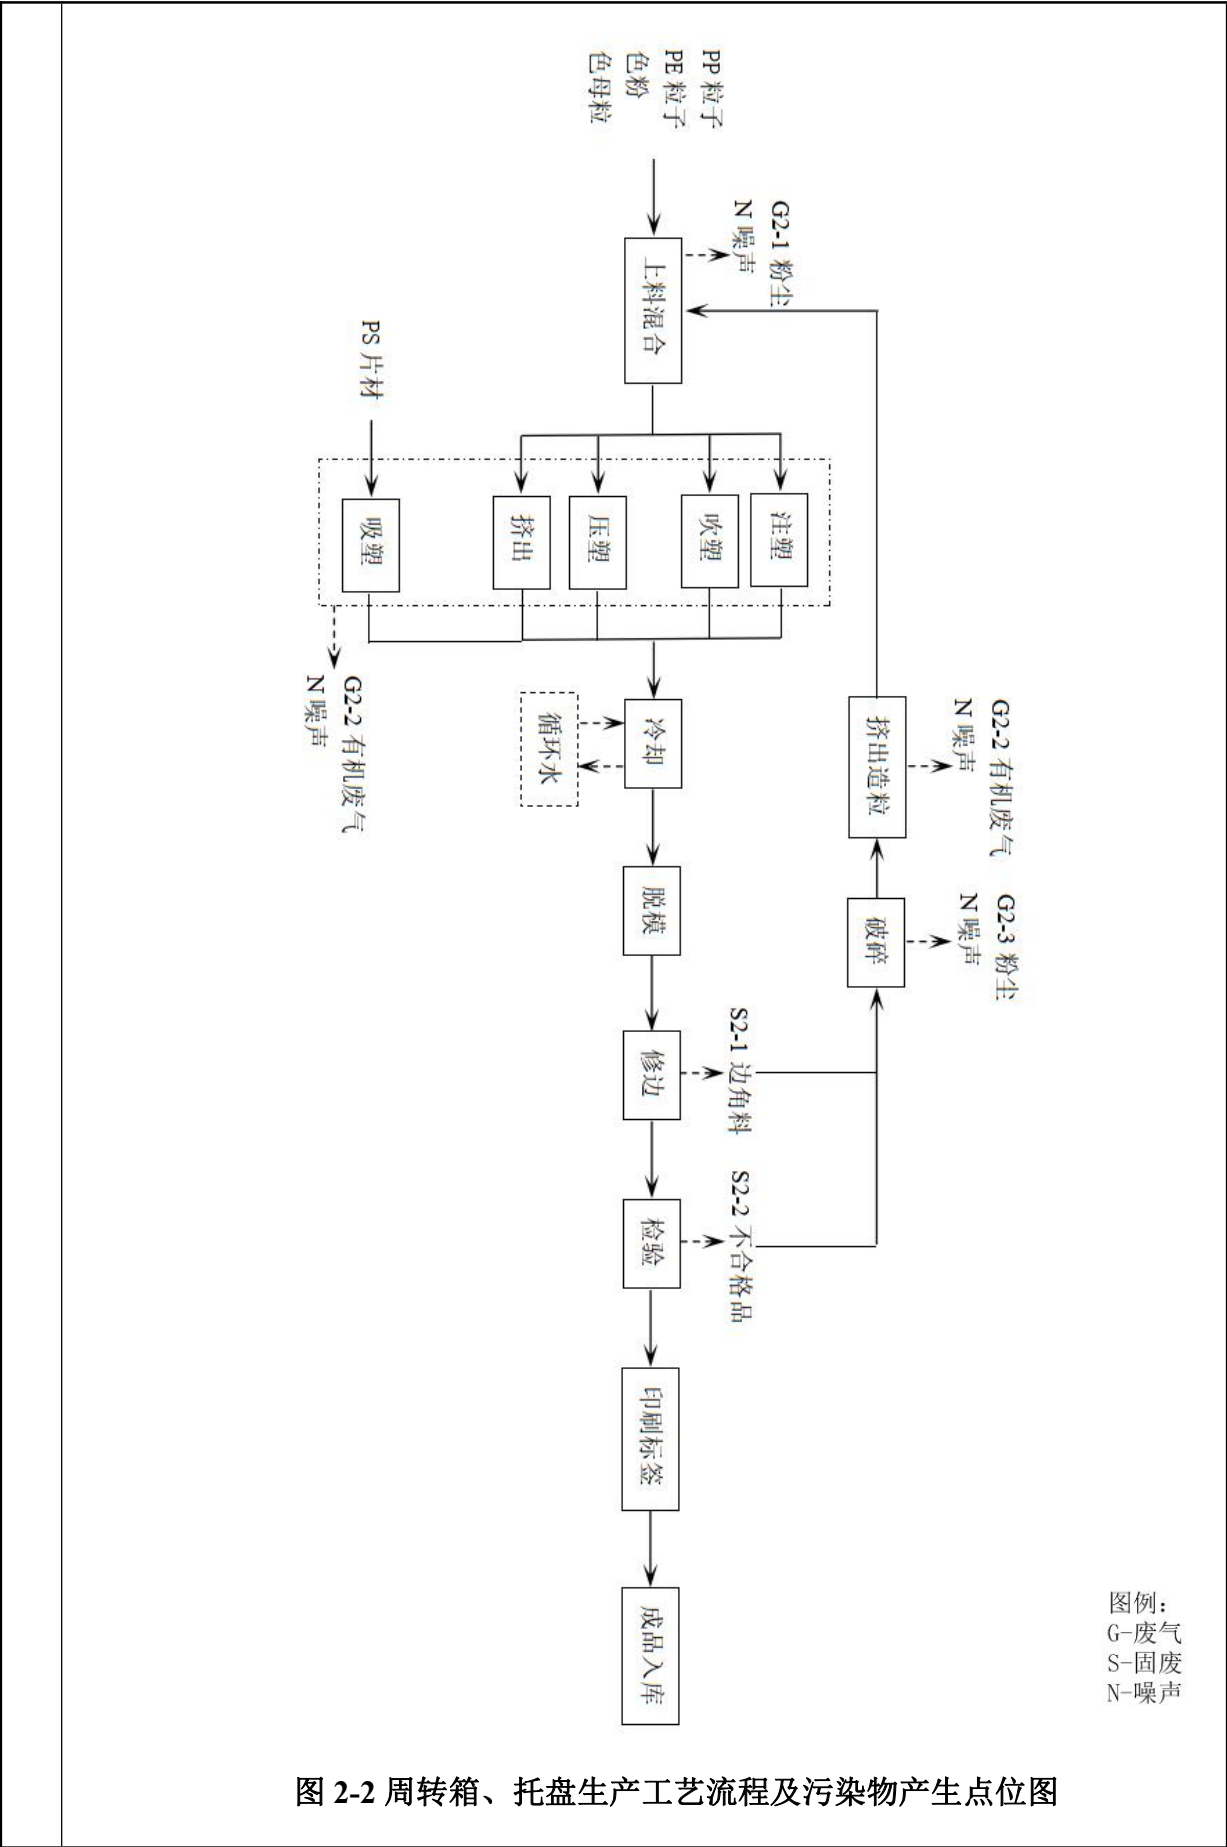 PP 粒子
PE 粒子
色粉
色母粒
G2-1 粉尘
N 噪声
上料混合
PS 片材
注塑
吹塑
压塑
挤出
吸塑
G2-2 有机废气
N 噪声
冷却
循环水
脱模
修边
S2-1 边角料
检验
S2-2 不合格品
破碎
G2-3 粉尘
N 噪声
挤出造粒
G2-2 有机废气
N 噪声
印刷标签
成品入库
图例：
G-废气
S-固废
N-噪声
图 2-2 周转箱、托盘生产工艺流程及污染物产生点位图